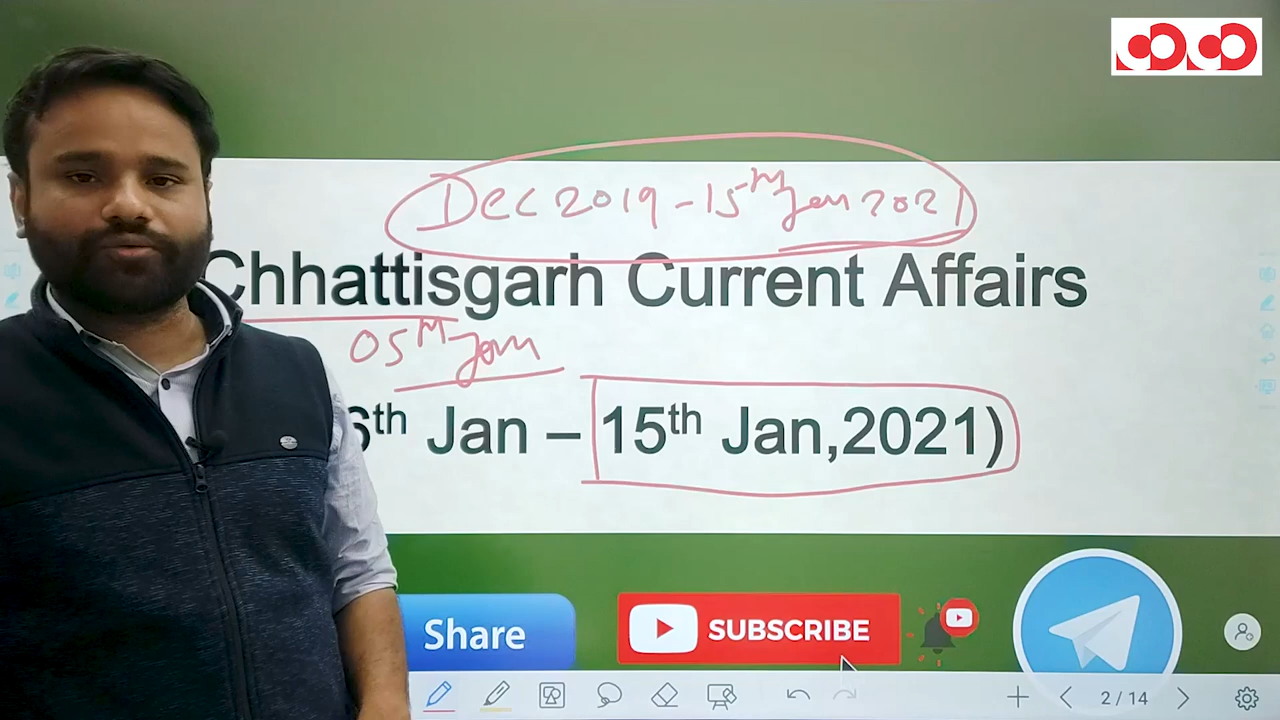 Dec 2019 - 15th Jan 2021
Chhattisgarh Current Affairs
05th Jan
6th Jan – 15th Jan,2021)
Share
SUBSCRIBE
2 / 14